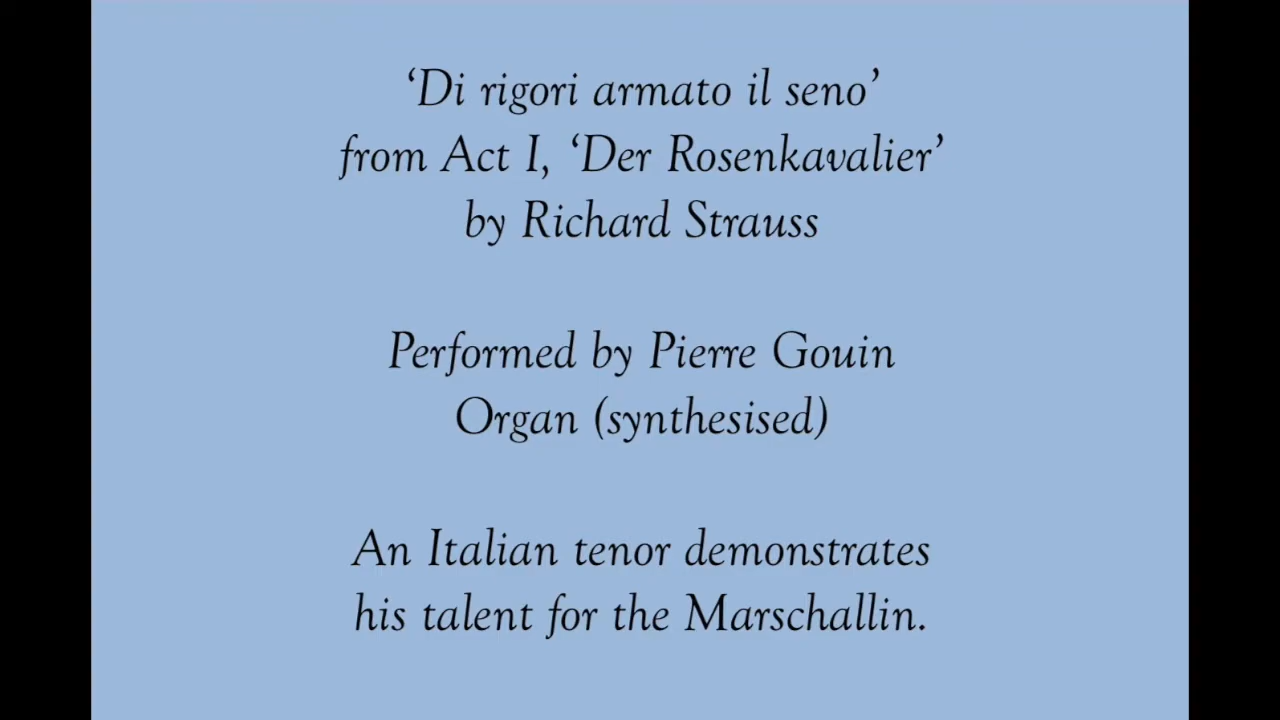 ‘Di rigori armato il seno’
from Act I, ‘Der Rosenkavalier’
by Richard Strauss
Performed by Pierre Gouin
Organ (synthesised)
An Italian tenor demonstrates
his talent for the Marschallin.